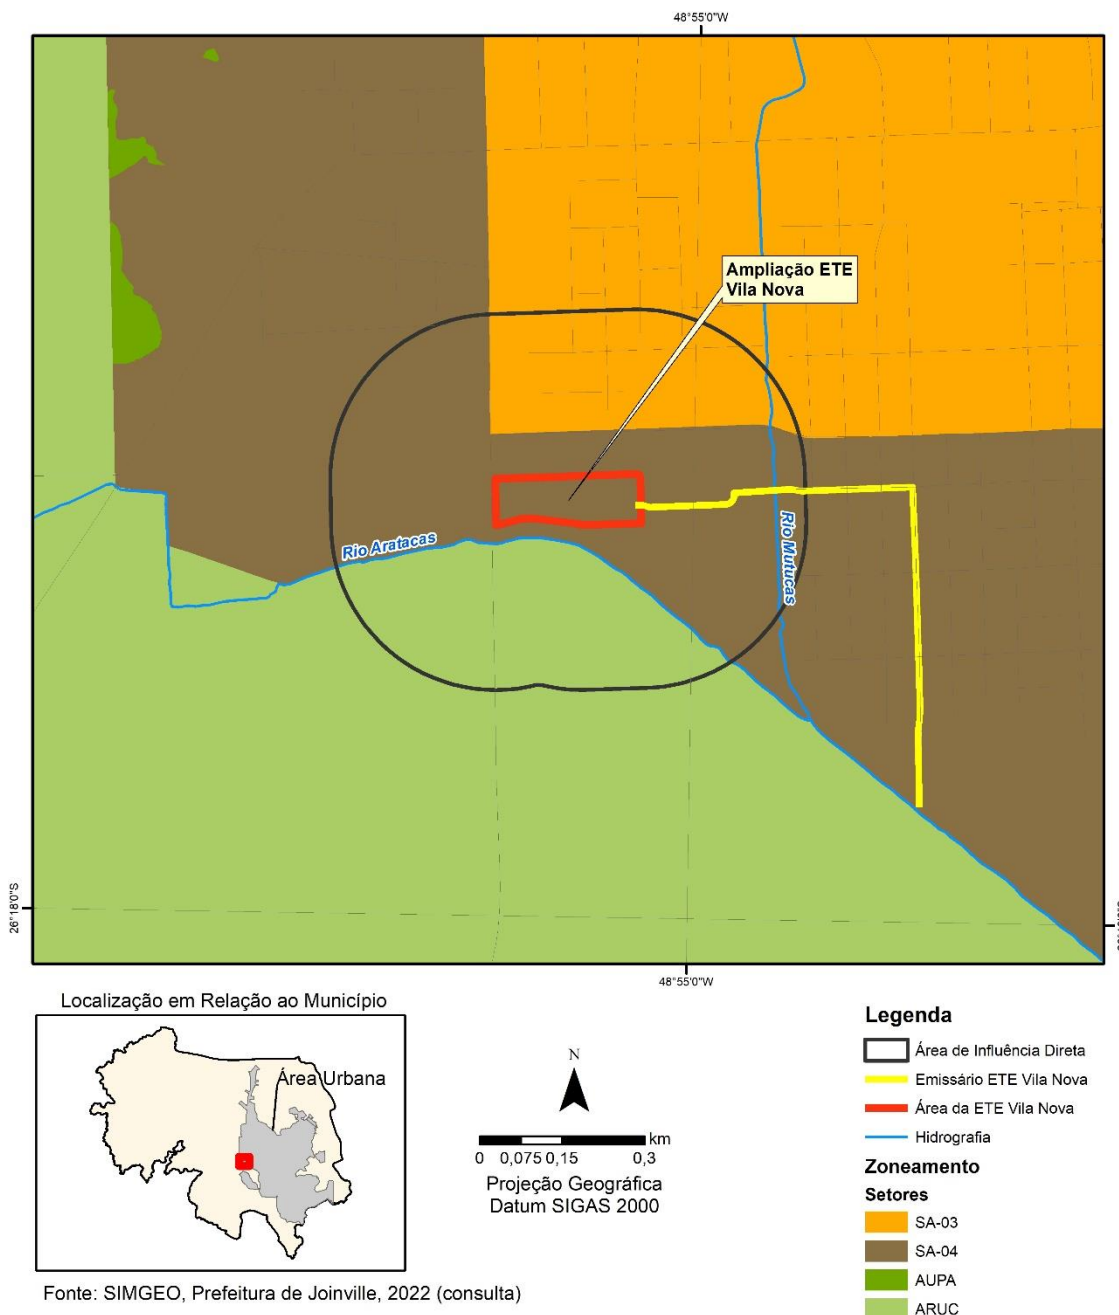 48°55'0"W
Ampliação ETE
Vila Nova
Rio Aratacas
Rio Mutucas
26°18'0"S
48°55'0"W
Localização em Relação ao Município
Área Urbana
N
km
0 0,075 0,15 0,3
Projeção Geográfica
Datum SIGAS 2000
Legenda
Área de Influência Direta
Emissário ETE Vila Nova
Área da ETE Vila Nova
Hidrografia
Zoneamento
Setores
SA-03
SA-04
AUPA
ARUC
Fonte: SIMGEO, Prefeitura de Joinville, 2022 (consulta)